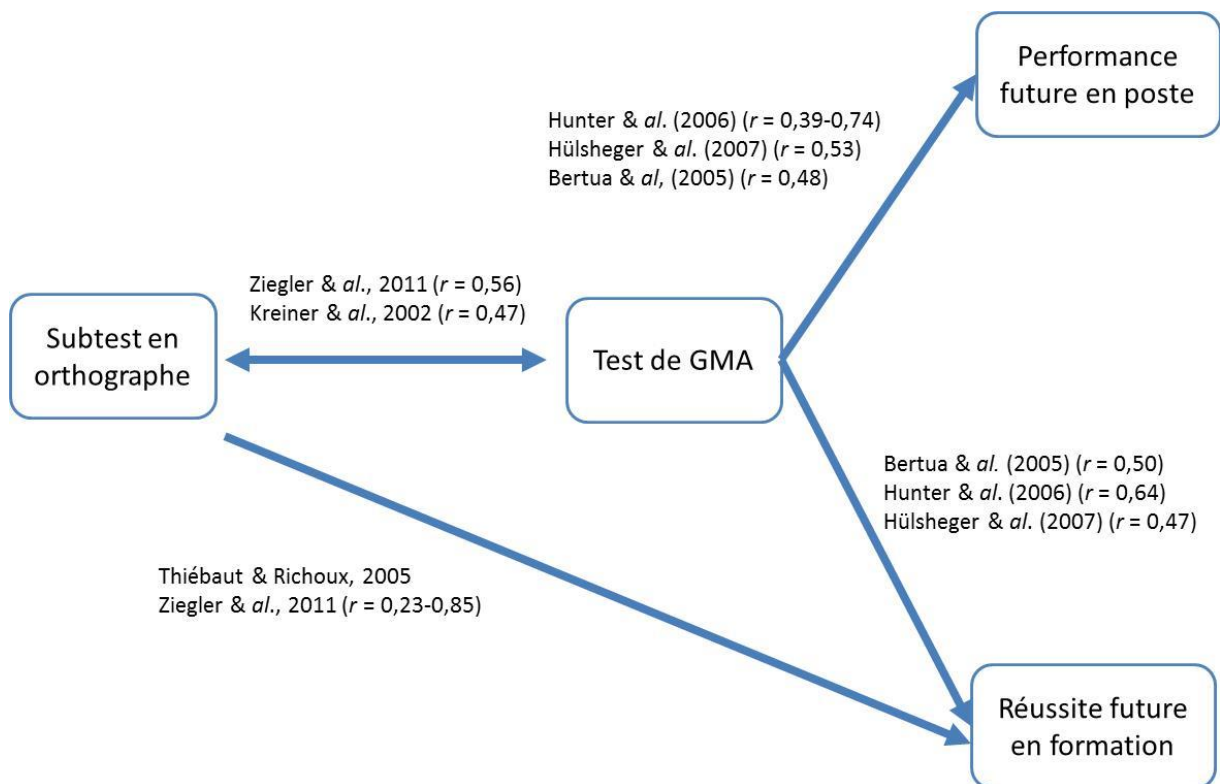 Performance
future en poste
Hunter & al. (2006) (r = 0,39-0,74)
Hülsheger & al. (2007) (r = 0,53)
Bertua & al, (2005) (r = 0,48)
Ziegler & al., 2011 (r = 0,56)
Kreiner & al., 2002 (r = 0,47)
Subtest en
orthographe
Test de GMA
Bertua & al. (2005) (r = 0,50)
Hunter & al. (2006) (r = 0,64)
Hülsheger & al. (2007) (r = 0,47)
Thiébaut & Richoux, 2005
Ziegler & al., 2011 (r = 0,23-0,85)
Réussite future
en formation